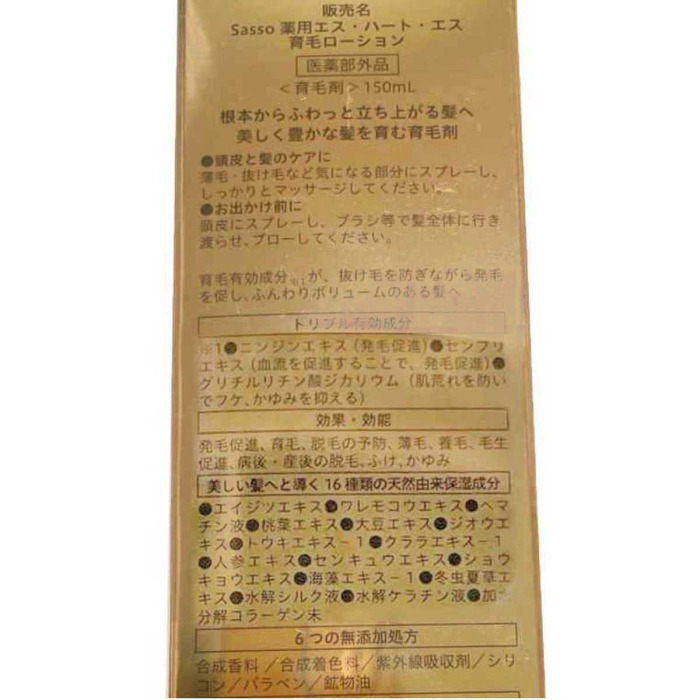 販売名
Sasso 薬用エス・ハート・エス
育毛ローション
医薬部外品
＜育毛剤＞150mL
根本からふわっと立ち上がる髪へ
美しく豊かな髪を育む育毛剤
●頭皮と髪のケアに
薄毛・抜け毛など気になる部分にスプレーし、
しっかりとマッサージしてください。
●お出かけ前に
頭皮にスプレーし、ブラシ等で髪全体に行き
渡らせ、ブローしてください。
育毛有効成分※1が、抜け毛を防ぎながら発毛
を促し、ふんわりボリュームのある髪へ
トリプル有効成分
※1●ニンジンエキス（発毛促進）●センブリ
エキス（血流を促進することで、発毛促進）●
グリチルリチン酸ジカリウム（肌荒れを防い
でフケ、かゆみを抑える）
効果・効能
発毛促進、育毛、脱毛の予防、薄毛、養毛、毛生
促進、病後・産後の脱毛、ふけ、かゆみ
美しい髪へと導く 16 種類の天然由来保湿成分
●エイジツエキス●ワレモコウエキス●ヘマ
チン液●桃葉エキス●大豆エキス●ジオウエ
キス●トウキエキス－1●クララエキス－1
●人参エキス●センキュウエキス●ショウ
キョウエキス●海藻エキス－1●冬虫夏草エ
キス●水解シルク液●水解ケラチン液●加水
分解コラーゲン末
6 つの無添加処方
合成香料／合成着色料／紫外線吸収剤／シリ
コン／パラベン／鉱物油